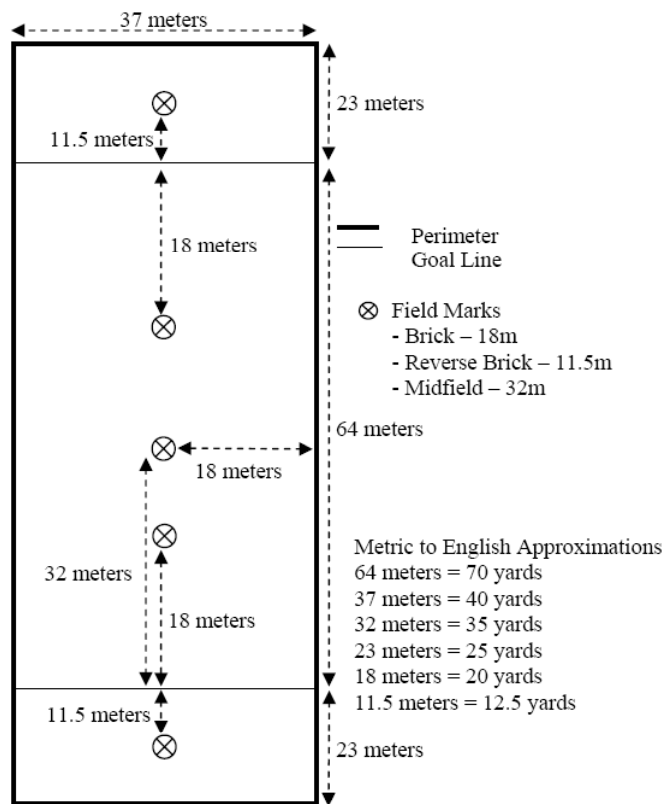 37 meters
23 meters
11.5 meters
18 meters
Perimeter
Goal Line
Field Marks
- Brick – 18m
- Reverse Brick – 11.5m
- Midfield – 32m
64 meters
18 meters
32 meters
18 meters
Metric to English Approximations
64 meters = 70 yards
37 meters = 40 yards
32 meters = 35 yards
23 meters = 25 yards
18 meters = 20 yards
11.5 meters = 12.5 yards
11.5 meters
23 meters